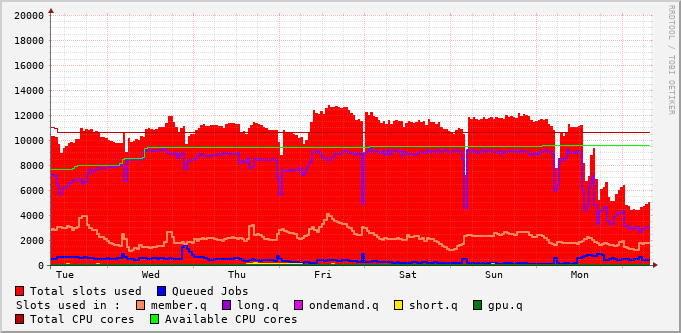 RRDTOOL / TOBI OETIKER
20000
18000
16000
14000
12000
10000
8000
6000
4000
2000
0
Tue Wed Thu Fri Sat Sun Mon
Total slots used Queued Jobs
Slots used in : member.q long.q ondemand.q short.q gpu.q
Total CPU cores Available CPU cores